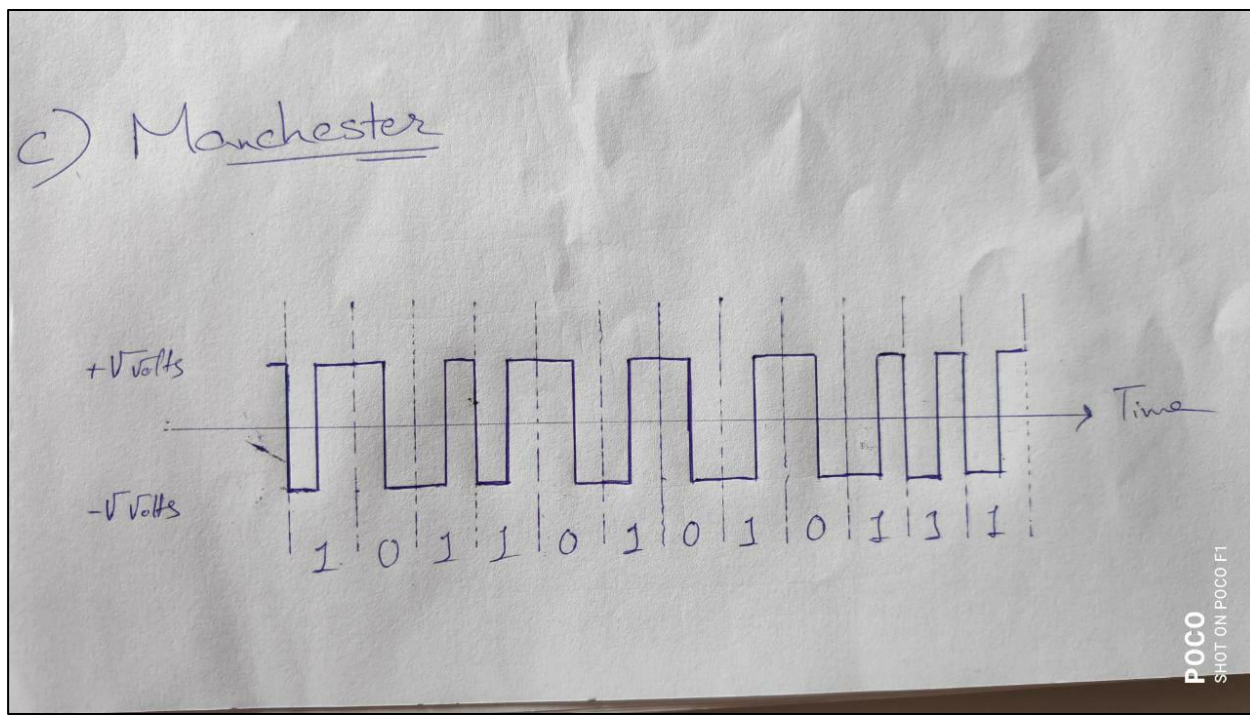 c) Manchester
+V volts
Time
-V volts
1 0 1 1 0 1 0 1 0 1 1 1
POCO
SHOT ON POCO F1